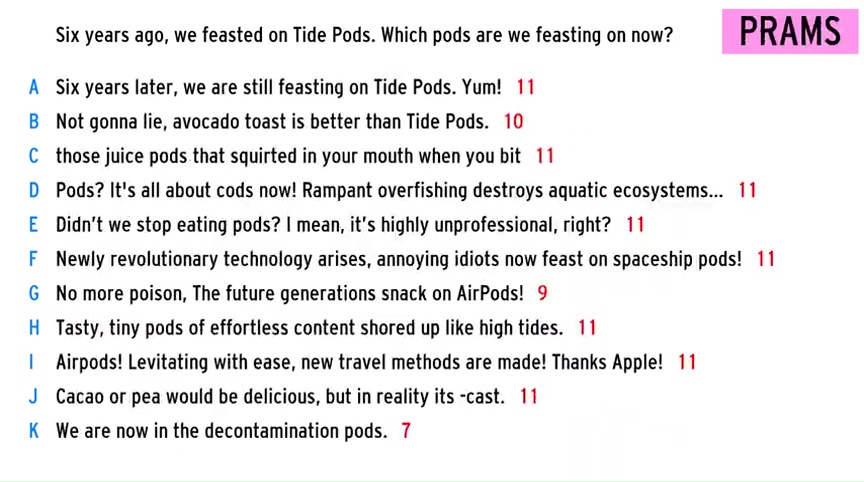 Six years ago, we feasted on Tide Pods. Which pods are we feasting on now?
PRAMS
A Six years later, we are still feasting on Tide Pods. Yum! 11
B Not gonna lie, avocado toast is better than Tide Pods. 10
C those juice pods that squirted in your mouth when you bit 11
D Pods? It's all about cods now! Rampant overfishing destroys aquatic ecosystems... 11
E Didn’t we stop eating pods? I mean, it’s highly unprofessional, right? 11
F Newly revolutionary technology arises, annoying idiots now feast on spaceship pods! 11
G No more poison, The future generations snack on AirPods! 9
H Tasty, tiny pods of effortless content shored up like high tides. 11
I Airpods! Levitating with ease, new travel methods are made! Thanks Apple! 11
J Cacao or pea would be delicious, but in reality its -cast. 11
K We are now in the decontamination pods. 7